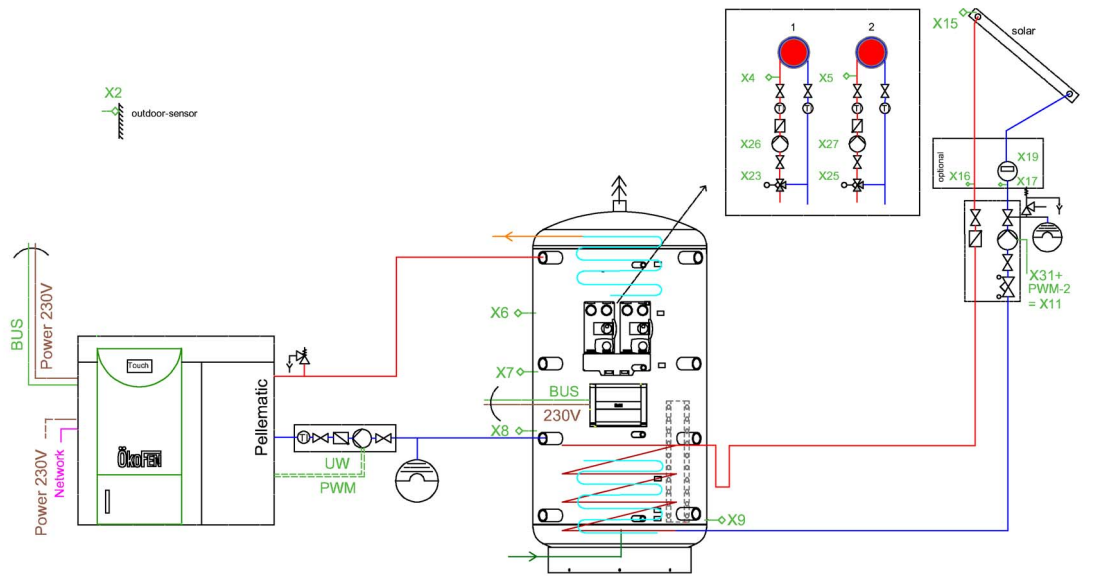 X15
solar
1
2
X4
X5
X2
outdoor-sensor
X26
X27
X23
X25
optional
X19
X16
X17
X31+
PWM-2
= X11
BUS
Power 230V
Touch
X6
X7
BUS
230V
X8
Pellematic
T
UW
PWM
ÖkoFEN
Power 230V
Network
X9